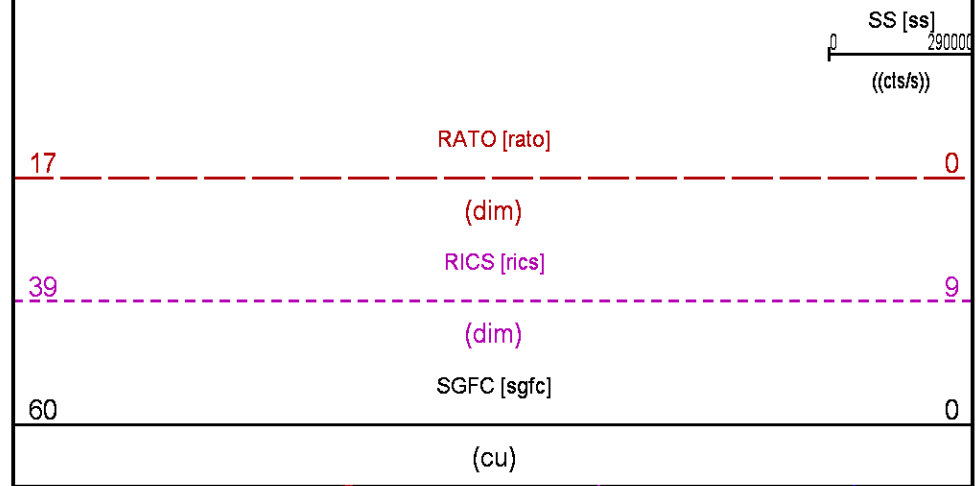 SS [ss]
0 290000
((cts/s))
RATO [rato]
17 0
(dim)
RICS [rics]
39 9
(dim)
SGFC [sgfc]
60 0
(cu)